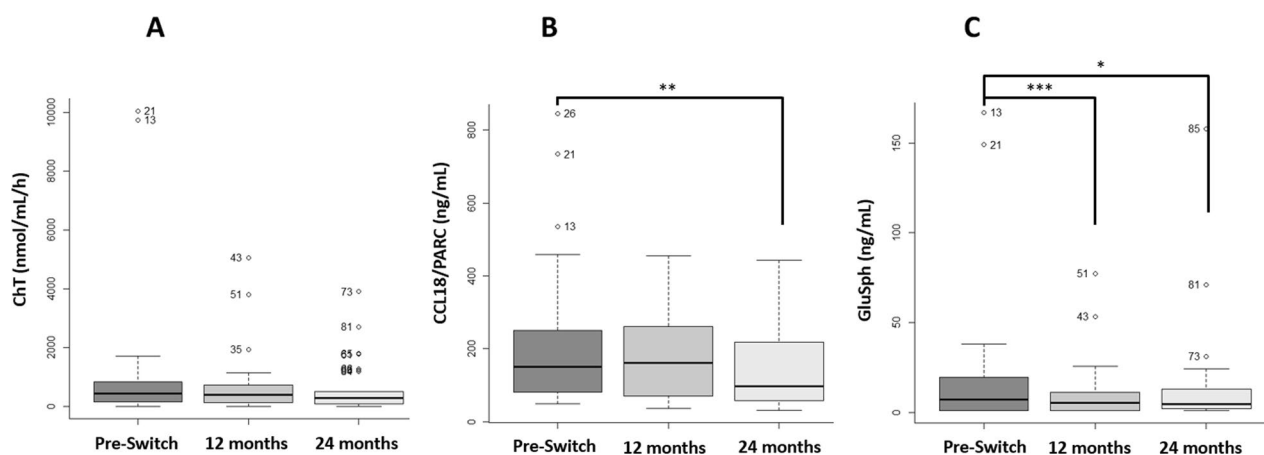 A
B
C
ChT (nmol/mL/h)
10000
8000
6000
4000
2000
0
21
13
43
51
35
73
81
Pre-Switch
12 months
24 months
CCL18/PARC (ng/mL)
800
600
400
200
0
**
26
21
13
Pre-Switch
12 months
24 months
GluSph (ng/mL)
150
100
50
0
*
***
13
21
51
43
85
81
73
Pre-Switch
12 months
24 months